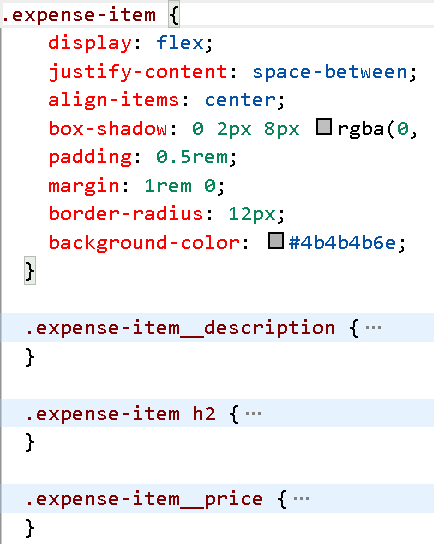 .expense-item {
display: flex;
justify-content: space-between;
align-items: center;
box-shadow: 0 2px 8px rgba(0,
padding: 0.5rem;
margin: 1rem 0;
border-radius: 12px;
background-color: #4b4b4b6e;
}
.expense-item__description {···
}
.expense-item h2 {···
}
.expense-item__price {···
}